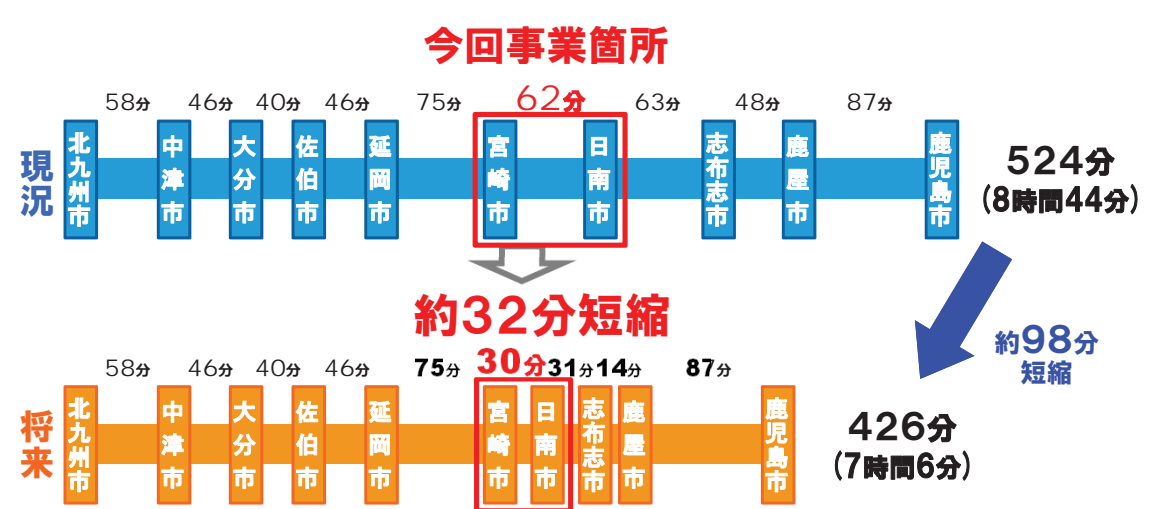 今回事業箇所
58分 46分 40分 46分 75分 62分 63分 48分 87分
現況
北九州市 中津市 大分市 佐伯市 延岡市 宮崎市 日南市 志布志市 鹿屋市 鹿児島市
524分
(8時間44分)
約32分短縮
約98分
短縮
58分 46分 40分 46分 75分 30分 31分 14分 87分
将来
北九州市 中津市 大分市 佐伯市 延岡市 宮崎市 日南市 志布志市 鹿屋市 鹿児島市
426分
(7時間6分)